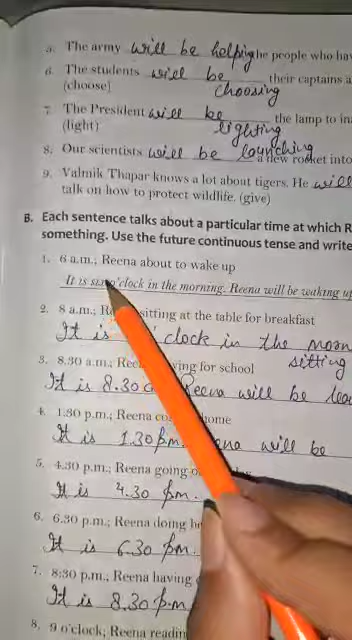 5. The army will be helping he people who hav
6. The students will be their captains a
(choose) choosing
7. The President will be the lamp to in
(light) lighting
8. Our scientists will be launching a new rocket into
9. Valmik Thapar knows a lot about tigers. He will
talk on how to protect wildlife. (give)
B. Each sentence talks about a particular time at which R
something. Use the future continuous tense and write
1. 6 a.m.; Reena about to wake up
It is six o'clock in the morning. Reena will be waking up
2. 8 a.m.; sitting at the table for breakfast
It is clock in the
sitting
3. 8.30 a.m.; for school
It is 8.30 Reena will be lea
4. 1.30 p.m.; Reena home
It is 1.30 pm. will be
5. 4.30 p.m.; Reena going
It is 4.30 pm.
6. 6.30 p.m.; Reena doing
It is 6.30 pm.
7. 8:30 p.m.; Reena having
It is 8.30 p.m
8. 9 o'clock; Reena readin